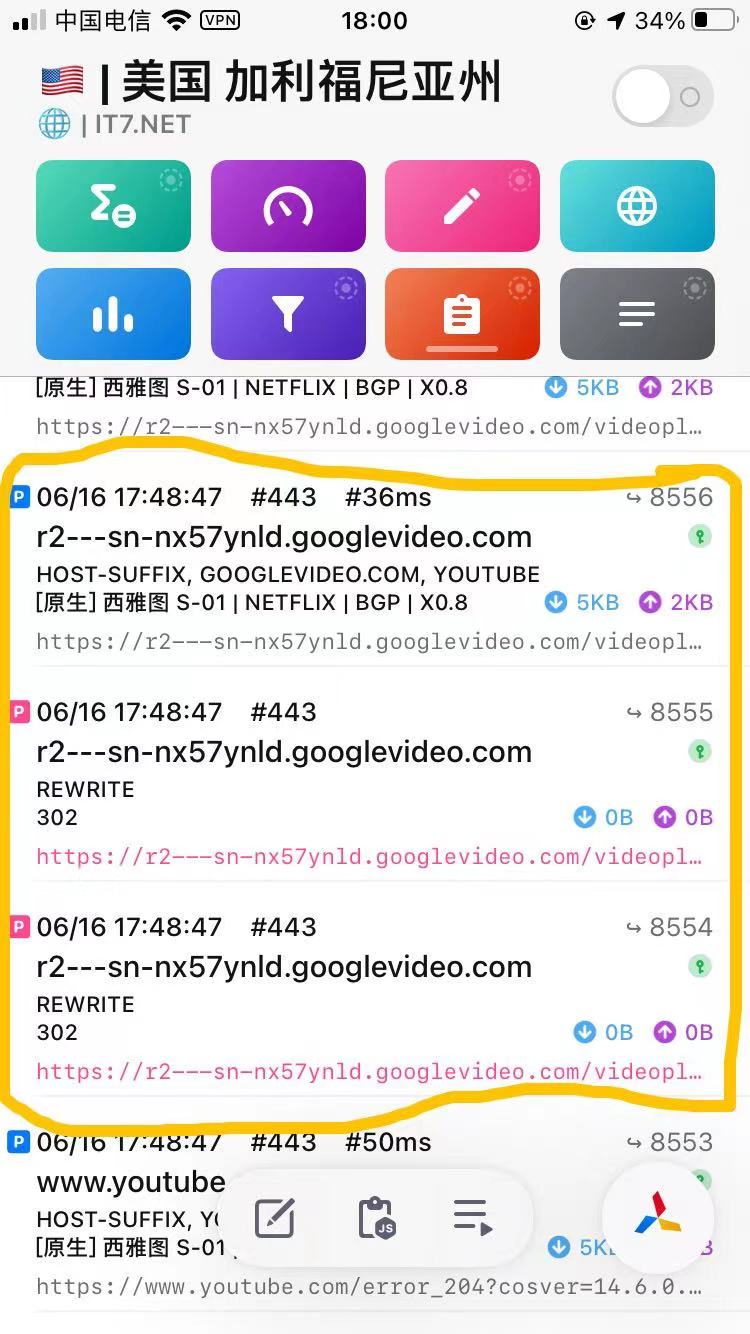 中国电信 VPN 18:00 34%
| 美国 加利福尼亚州
| IT7.NET
[原生] 西雅图 S-01 | NETFLIX | BGP | X0.8 5KB 2KB
https://r2---sn-nx57ynld.googlevideo.com/videopl…
P 06/16 17:48:47 #443 #36ms ↪ 8556
r2---sn-nx57ynld.googlevideo.com
HOST-SUFFIX, GOOGLEVIDEO.COM, YOUTUBE
[原生] 西雅图 S-01 | NETFLIX | BGP | X0.8 5KB 2KB
https://r2---sn-nx57ynld.googlevideo.com/videopl…
P 06/16 17:48:47 #443 ↪ 8555
r2---sn-nx57ynld.googlevideo.com
REWRITE
302 0B 0B
https://r2---sn-nx57ynld.googlevideo.com/videopl…
P 06/16 17:48:47 #443 ↪ 8554
r2---sn-nx57ynld.googlevideo.com
REWRITE
302 0B 0B
https://r2---sn-nx57ynld.googlevideo.com/videopl…
P 06/16 17:48:47 #443 #50ms ↪ 8553
www.youtube
HOST-SUFFIX, YO
[原生] 西雅图 S-01 5K
JS
https://www.youtube.com/error_204?cosver=14.6.0.…